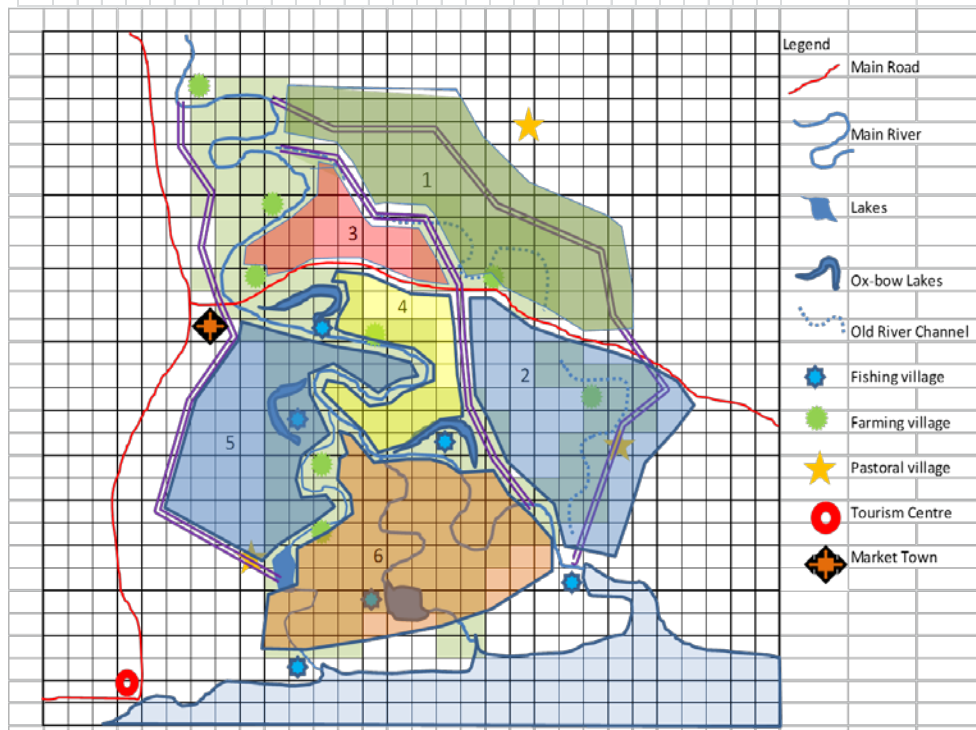 Legend
Main Road
Main River
Lakes
Ox-bow Lakes
Old River Channel
Fishing village
Farming village
Pastoral village
Tourism Centre
Market Town
1
3
4
2
5
6